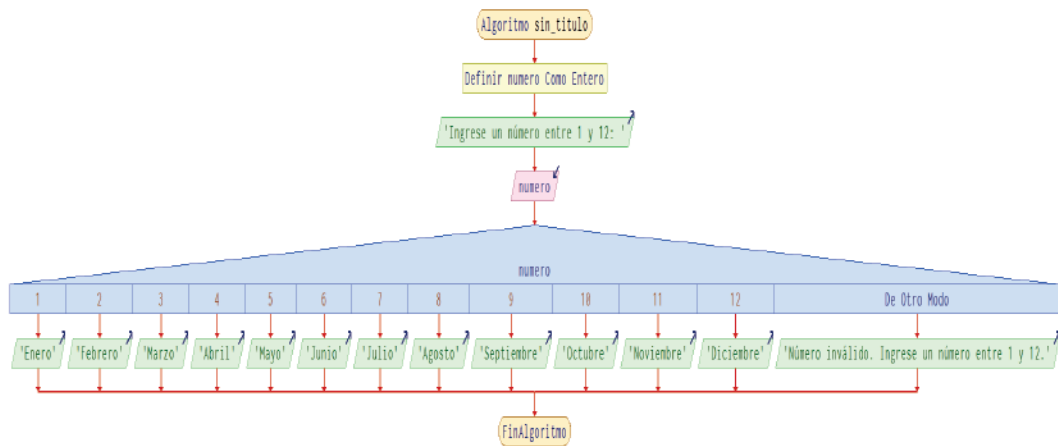 Algoritmo sin_titulo
Definir numero Como Entero
'Ingrese un número entre 1 y 12: '
numero
numero
1 2 3 4 5 6 7 8 9 10 11 12 De Otro Modo
'Enero' 'Febrero' 'Marzo' 'Abril' 'Mayo' 'Junio' 'Julio' 'Agosto' 'Septiembre' 'Octubre' 'Noviembre' 'Diciembre' 'Número inválido. Ingrese un número entre 1 y 12.'
FinAlgoritmo